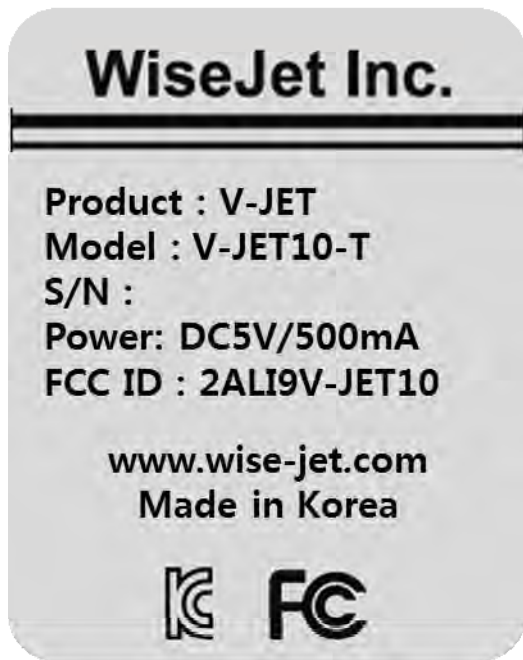 WiseJet Inc.
Product : V-JET
Model : V-JET10-T
S/N :
Power: DC5V/500mA
FCC ID : 2ALI9V-JET10
www.wise-jet.com
Made in Korea
KC FC